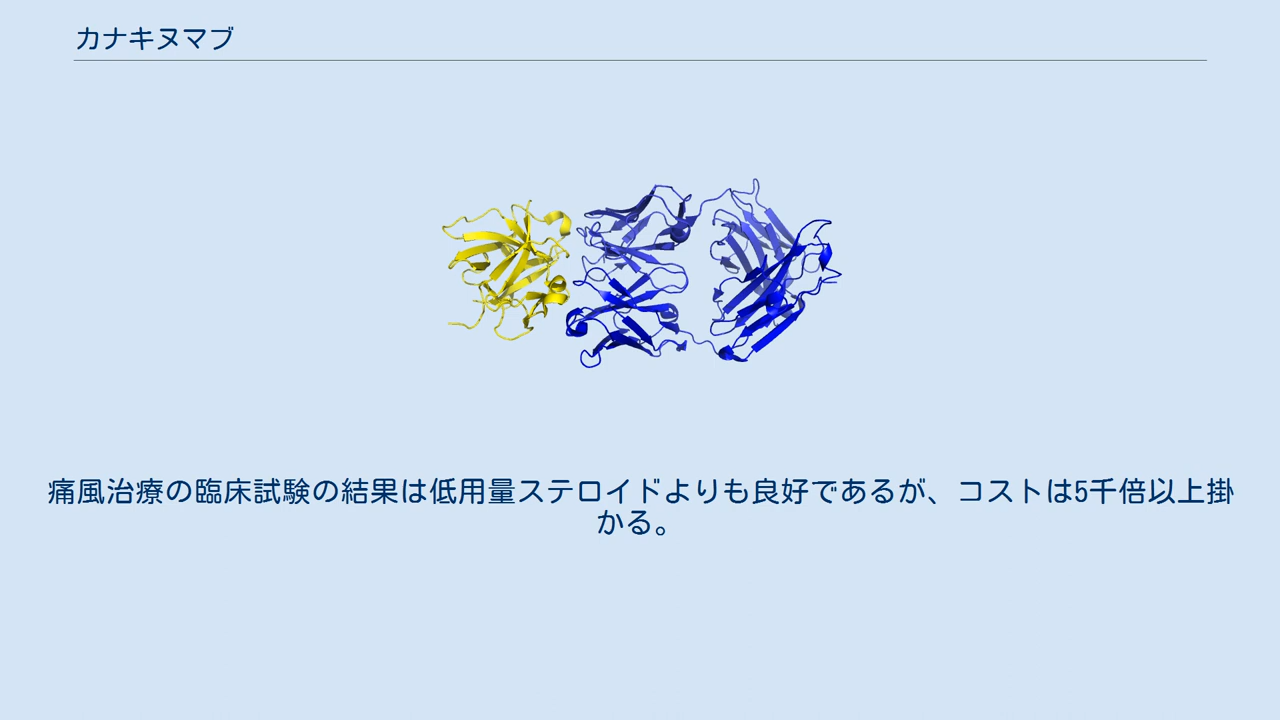 カナキヌマブ
痛風治療の臨床試験の結果は低用量ステロイドよりも良好であるが、コストは5千倍以上掛
かる。